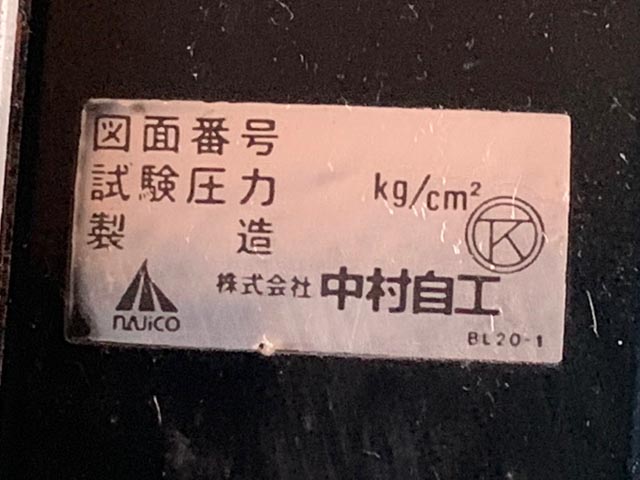 図面番号
試験圧力 kg/cm²
製造
TK
NAJICO 株式会社 中村自工
BL20-1